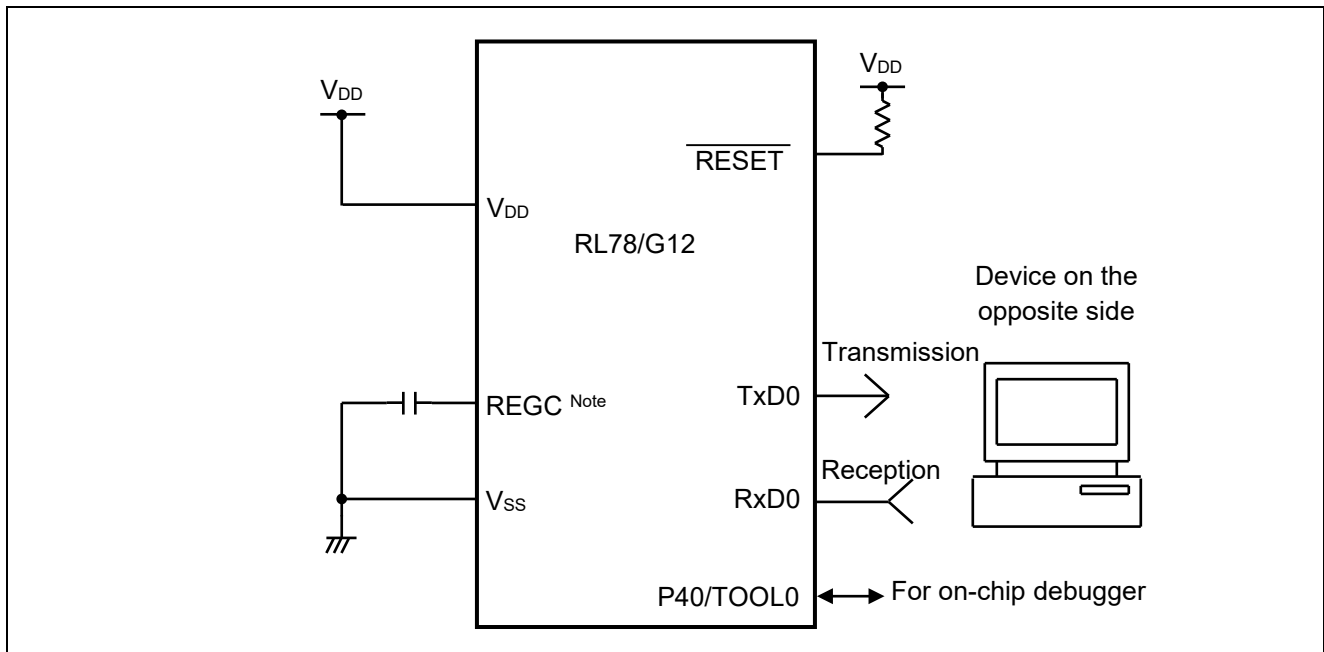 VDD
VDD
RESET
VDD
RL78/G12
Device on the
opposite side
Transmission
TxD0
REGC Note
Reception
RxD0
VSS
P40/TOOL0
For on-chip debugger